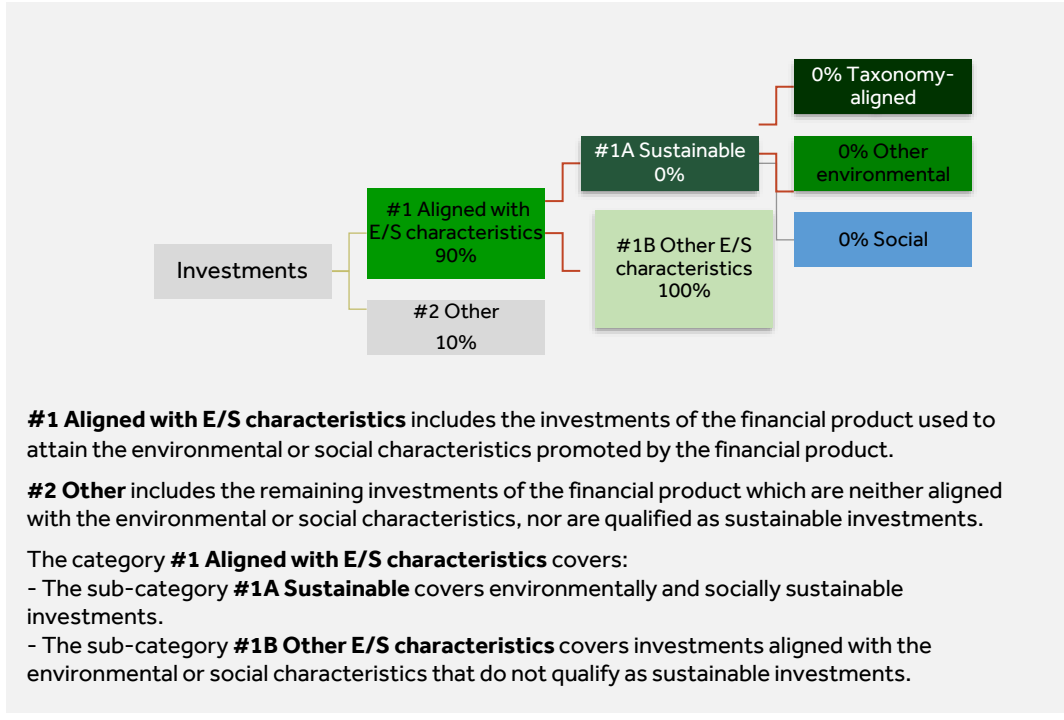 0% Taxonomy-
aligned
#1A Sustainable
0%
0% Other
environmental
#1 Aligned with
E/S characteristics
90%
#1B Other E/S
characteristics
100%
0% Social
Investments
#2 Other
10%
#1 Aligned with E/S characteristics includes the investments of the financial product used to
attain the environmental or social characteristics promoted by the financial product.
#2 Other includes the remaining investments of the financial product which are neither aligned
with the environmental or social characteristics, nor are qualified as sustainable investments.
The category #1 Aligned with E/S characteristics covers:
- The sub-category #1A Sustainable covers environmentally and socially sustainable
investments.
- The sub-category #1B Other E/S characteristics covers investments aligned with the
environmental or social characteristics that do not qualify as sustainable investments.